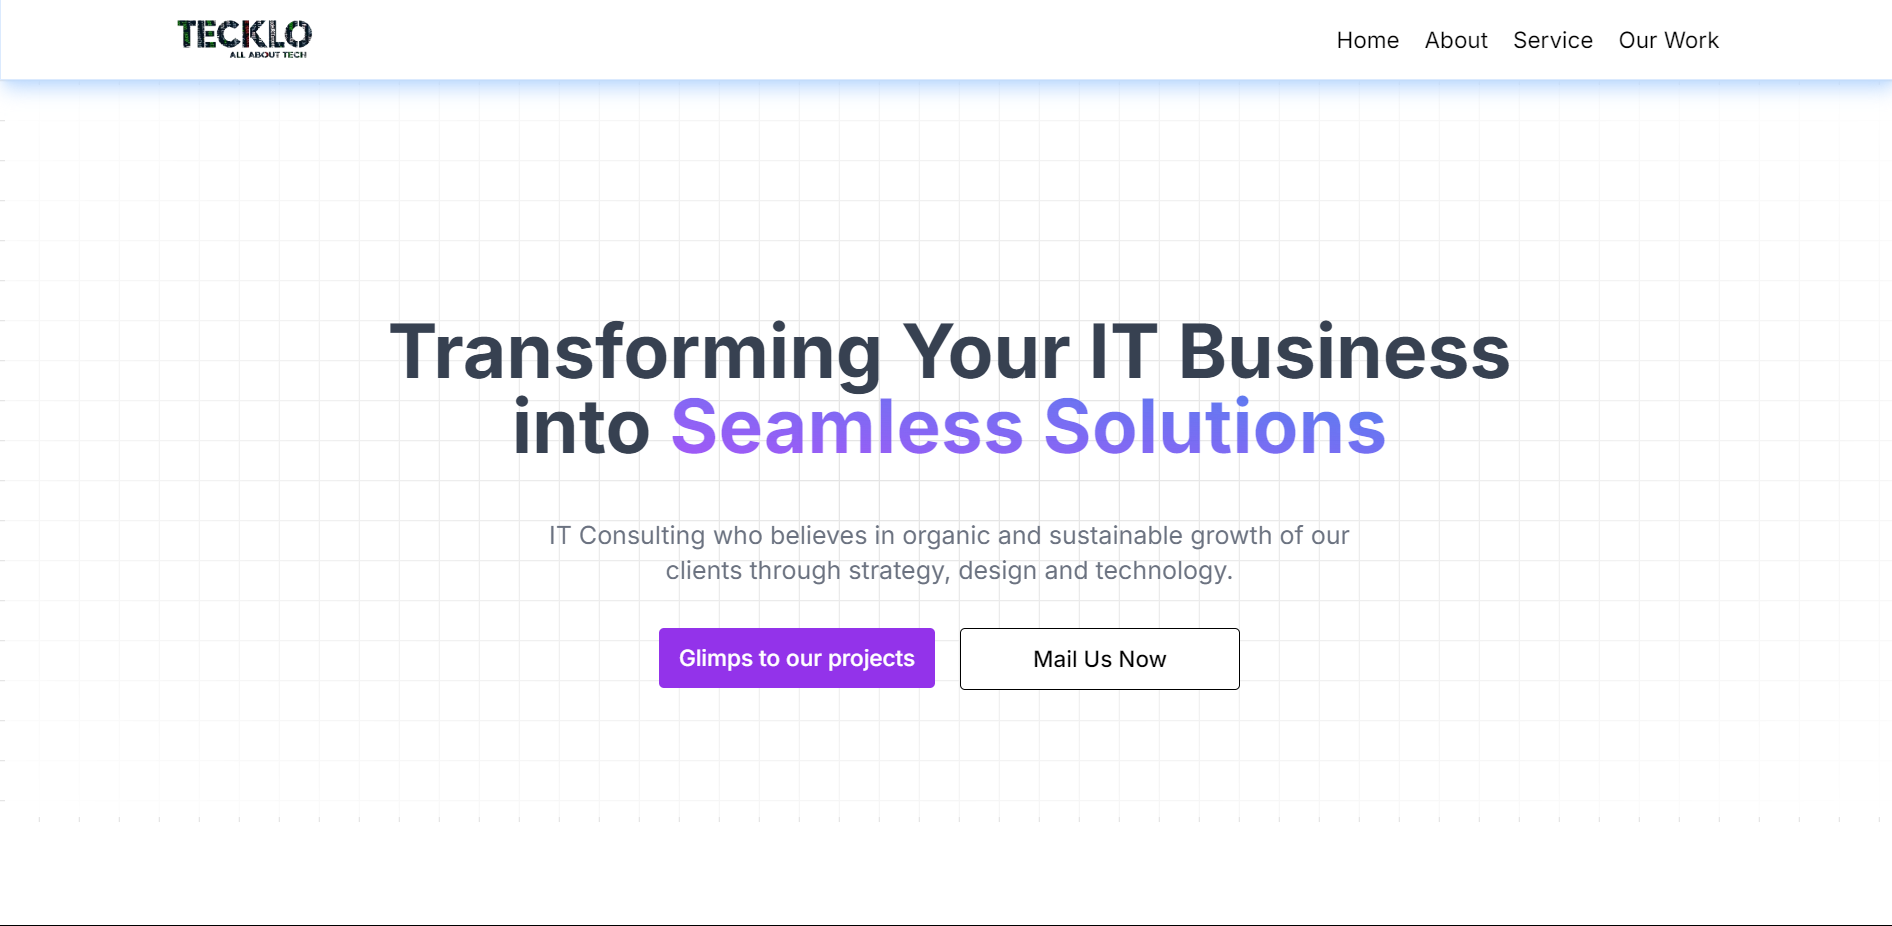 TECKLO
ALL ABOUT TECH
Home About Service Our Work
Transforming Your IT Business
into Seamless Solutions
IT Consulting who believes in organic and sustainable growth of our
clients through strategy, design and technology.
Glimps to our projects
Mail Us Now